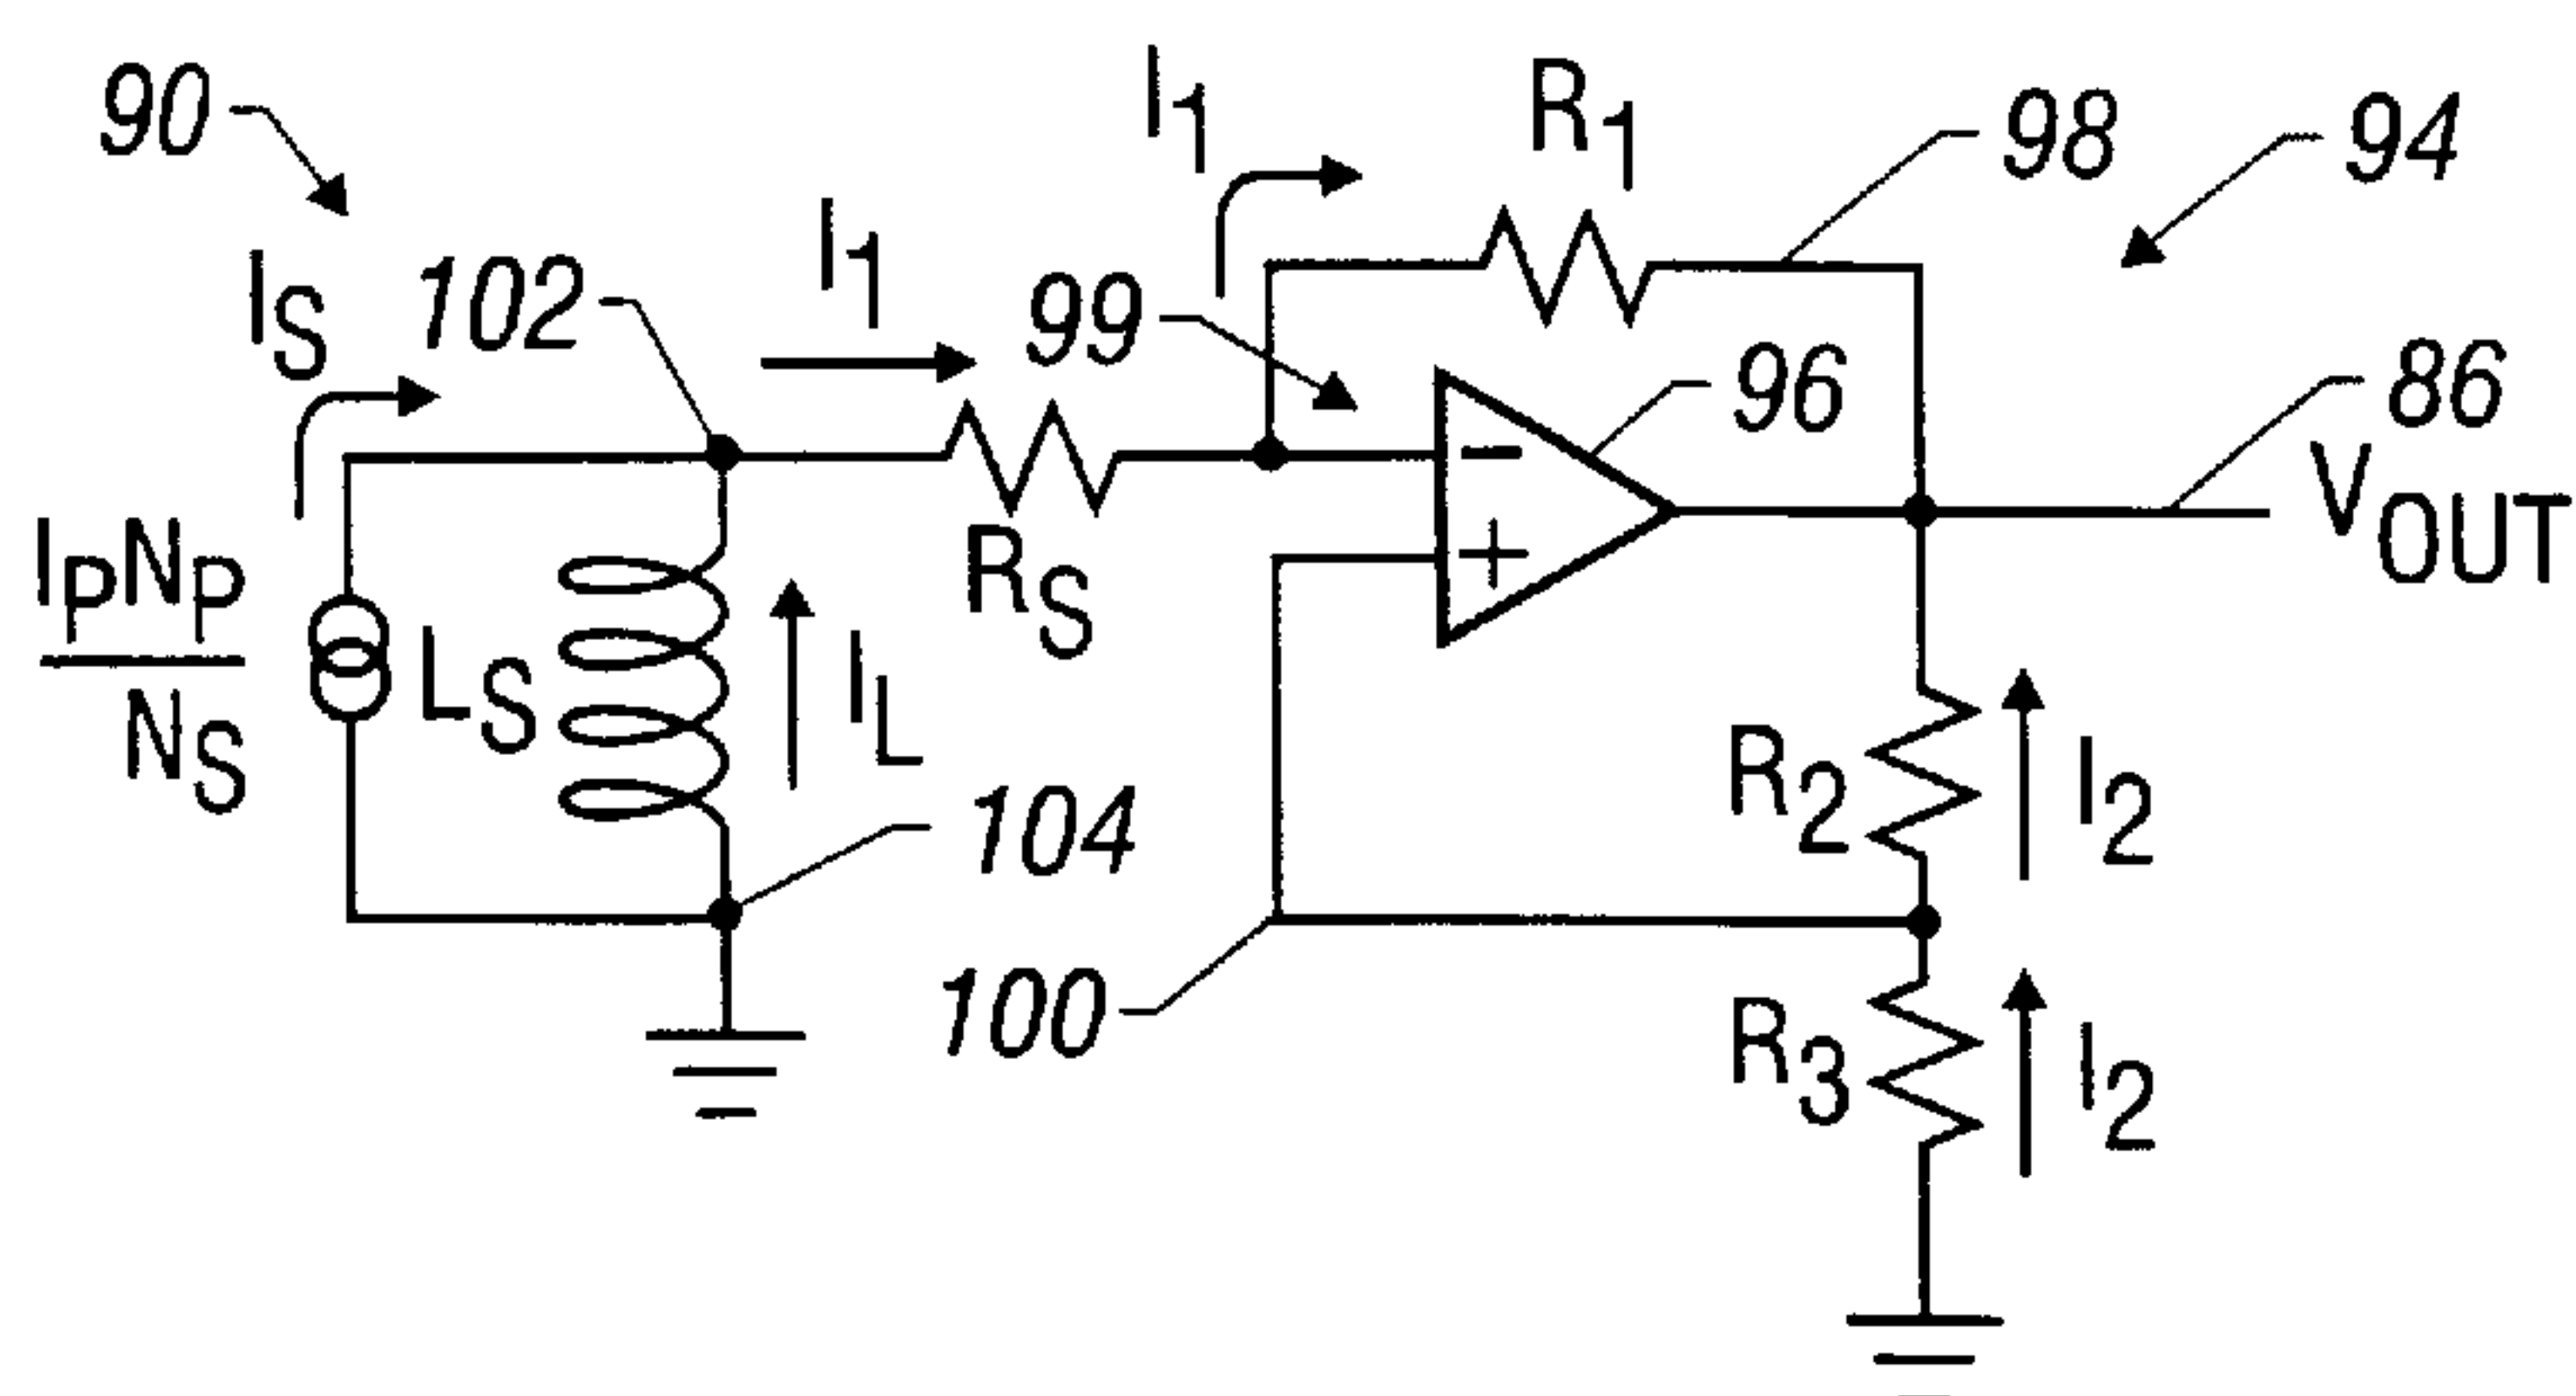 90
I1
R1
98
94
IS
102
I1
99
96
86
VOUT
IPNP
NS
LS
IL
RS
−
+
R2
I2
104
100
R3
I2